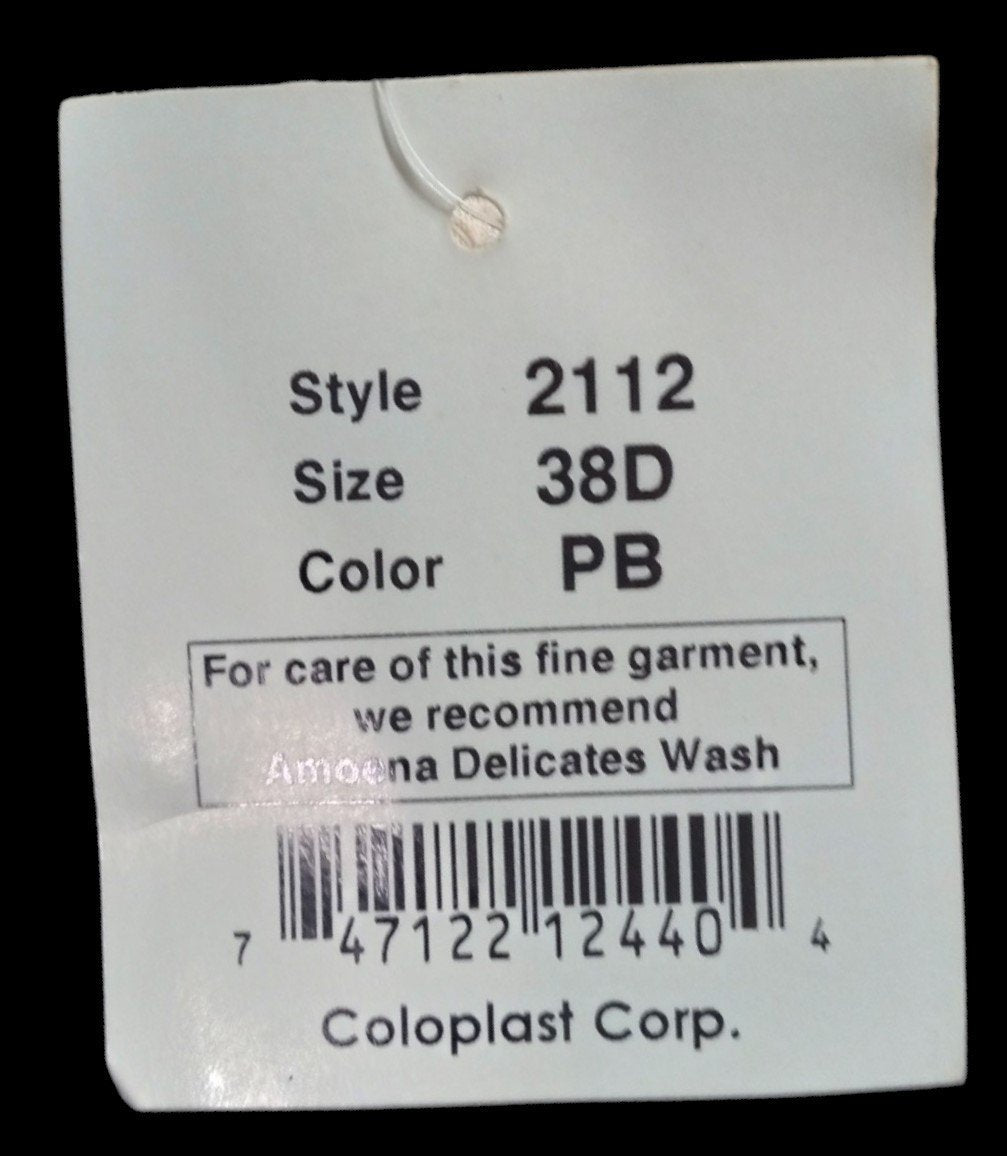 Style 2112
Size 38D
Color PB
For care of this fine garment,
we recommend
Amoena Delicates Wash
7 47122 12440 4
Coloplast Corp.